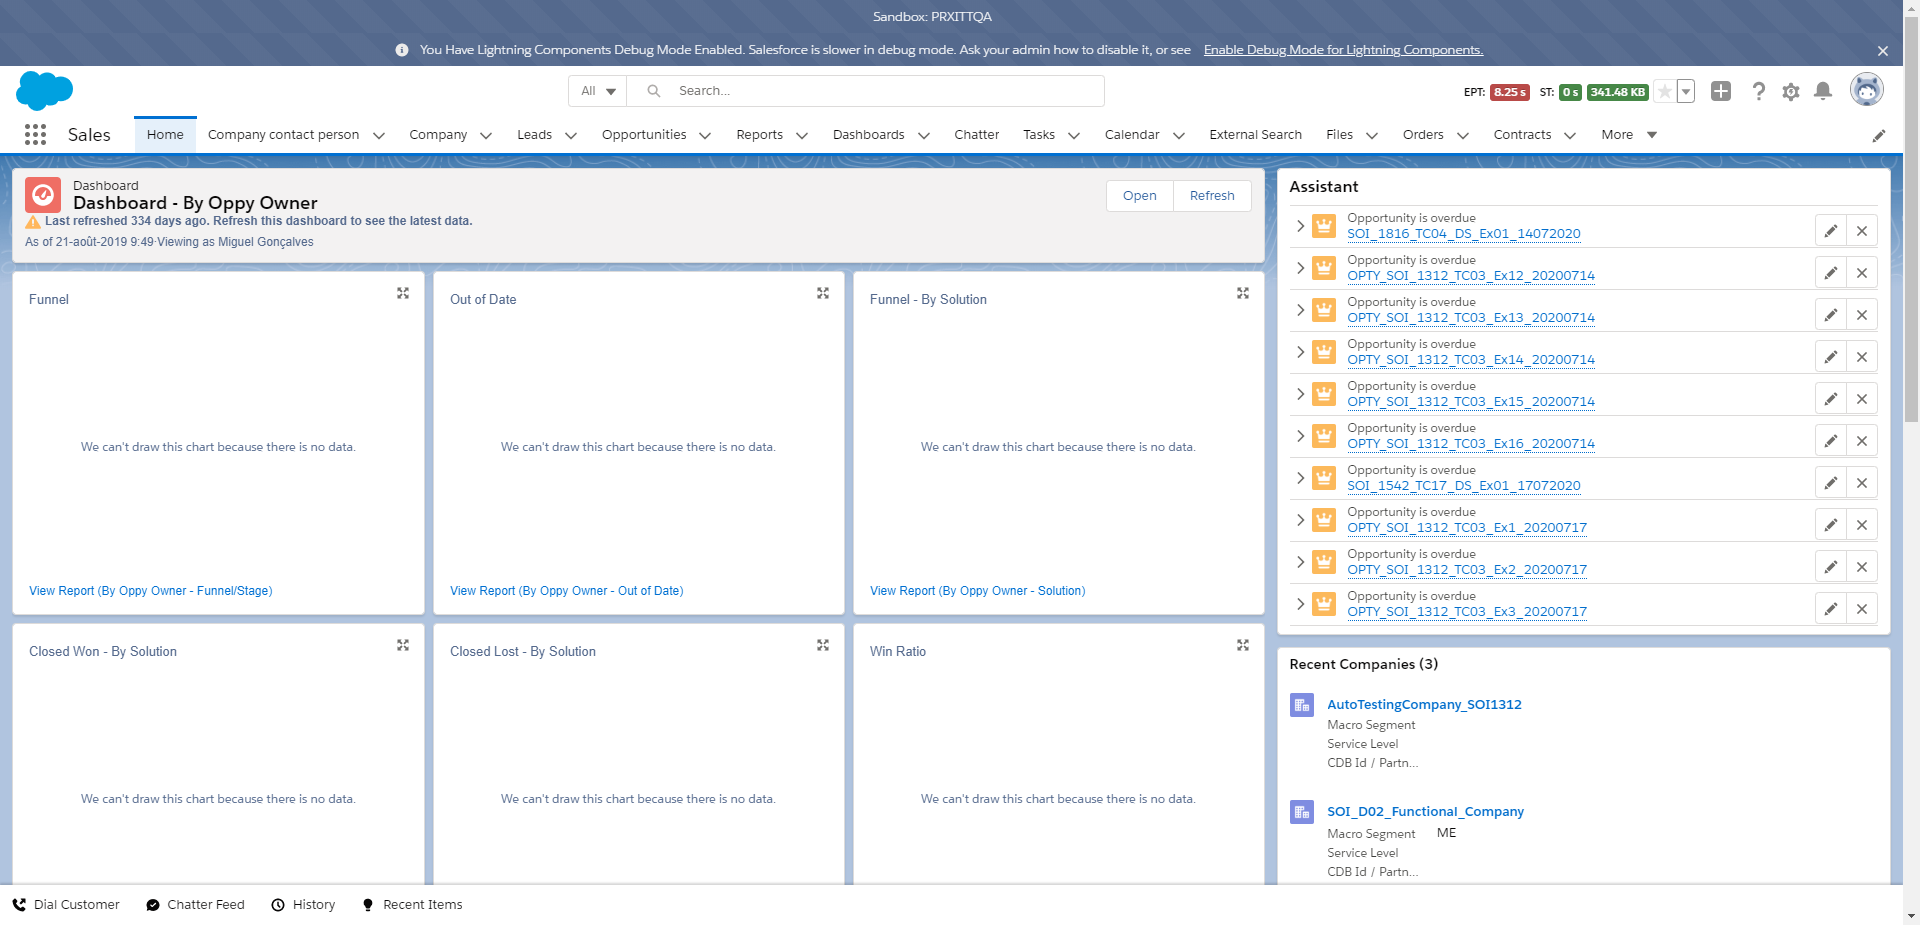 Sandbox: PRXITTQA
You Have Lightning Components Debug Mode Enabled. Salesforce is slower in debug mode. Ask your admin how to disable it, or see Enable Debug Mode for Lightning Components.
All Search... EPT: 8.25 s ST: 0 s 341.48 KB
Sales Home Company contact person Company Leads Opportunities Reports Dashboards Chatter Tasks Calendar External Search Files Orders Contracts More
Dashboard
Dashboard - By Oppy Owner
Last refreshed 334 days ago. Refresh this dashboard to see the latest data.
As of 21-août-2019 9:49·Viewing as Miguel Gonçalves
Open Refresh
Funnel
We can't draw this chart because there is no data.
View Report (By Oppy Owner - Funnel/Stage)
Out of Date
We can't draw this chart because there is no data.
View Report (By Oppy Owner - Out of Date)
Funnel - By Solution
We can't draw this chart because there is no data.
View Report (By Oppy Owner - Solution)
Closed Won - By Solution
We can't draw this chart because there is no data.
Closed Lost - By Solution
We can't draw this chart because there is no data.
Win Ratio
We can't draw this chart because there is no data.
Assistant
Opportunity is overdue
SOI_1816_TC04_DS_Ex01_14072020
Opportunity is overdue
OPTY_SOI_1312_TC03_Ex12_20200714
Opportunity is overdue
OPTY_SOI_1312_TC03_Ex13_20200714
Opportunity is overdue
OPTY_SOI_1312_TC03_Ex14_20200714
Opportunity is overdue
OPTY_SOI_1312_TC03_Ex15_20200714
Opportunity is overdue
OPTY_SOI_1312_TC03_Ex16_20200714
Opportunity is overdue
SOI_1542_TC17_DS_Ex01_17072020
Opportunity is overdue
OPTY_SOI_1312_TC03_Ex1_20200717
Opportunity is overdue
OPTY_SOI_1312_TC03_Ex2_20200717
Opportunity is overdue
OPTY_SOI_1312_TC03_Ex3_20200717
Recent Companies (3)
AutoTestingCompany_SOI1312
Macro Segment
Service Level
CDB Id / Partn...
SOI_D02_Functional_Company
Macro Segment ME
Service Level
CDB Id / Partn...
Dial Customer Chatter Feed History Recent Items